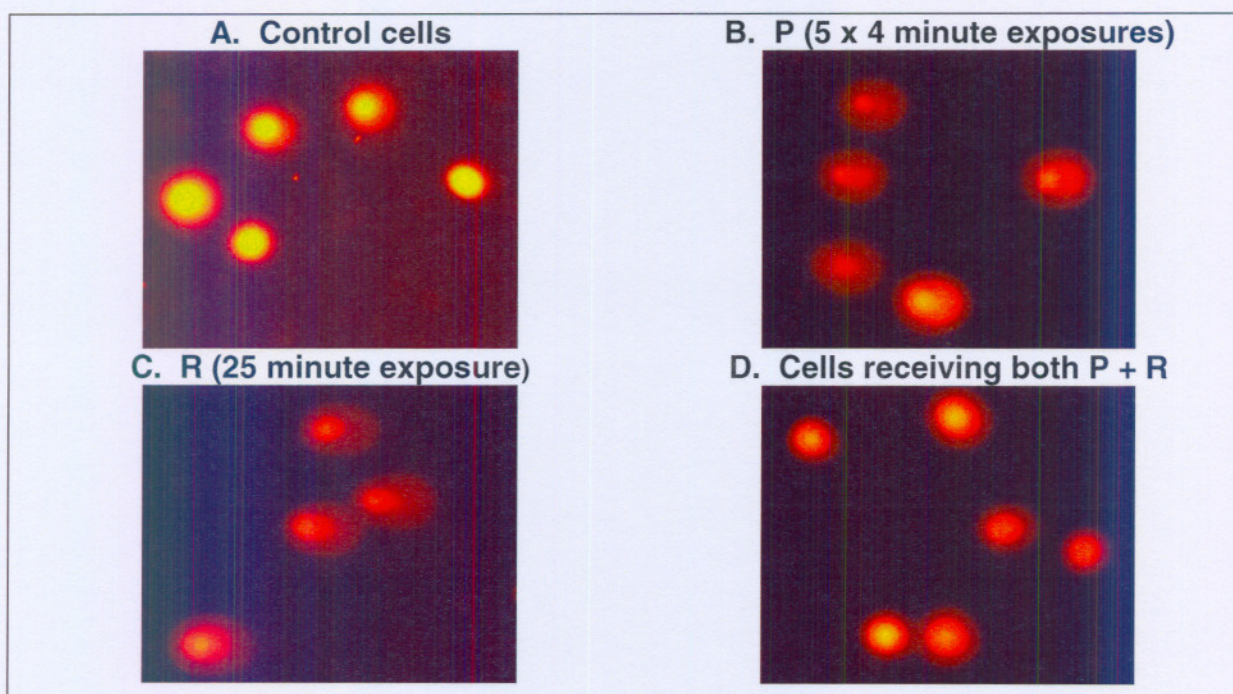 A. Control cells
B. P (5 x 4 minute exposures)
C. R (25 minute exposure)
D. Cells receiving both P + R